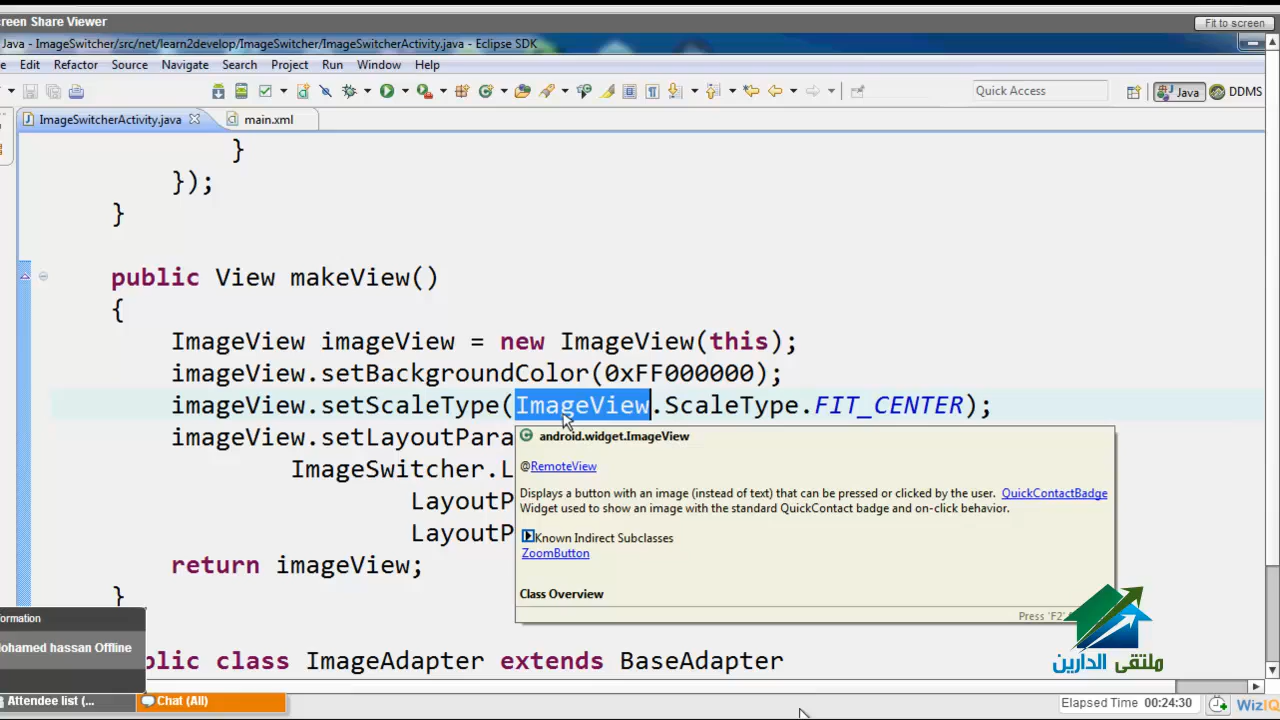 reen Share Viewer
Fit to screen
Java - ImageSwitcher/src/net/learn2develop/ImageSwitcher/ImageSwitcherActivity.java - Eclipse SDK
e Edit Refactor Source Navigate Search Project Run Window Help
Quick Access
Java
DDMS
ImageSwitcherActivity.java
main.xml
}
});
}
public View makeView()
{
ImageView imageView = new ImageView(this);
imageView.setBackgroundColor(0xFF000000);
imageView.setScaleType(ImageView.ScaleType.FIT_CENTER);
imageView.setLayoutPara
ImageSwitcher.L
LayoutP
LayoutP
return imageView;
}
android.widget.ImageView
@RemoteView
Displays a button with an image (instead of text) that can be pressed or clicked by the user. QuickContactBadge
Widget used to show an image with the standard QuickContact badge and on-click behavior.
Known Indirect Subclasses
ZoomButton
Class Overview
Press 'F2'
ormation
ohamed hassan Offline
blic class ImageAdapter extends BaseAdapter
ملتقى الدارين
Attendee list (...
Chat (All)
Elapsed Time 00:24:30
WizIQ